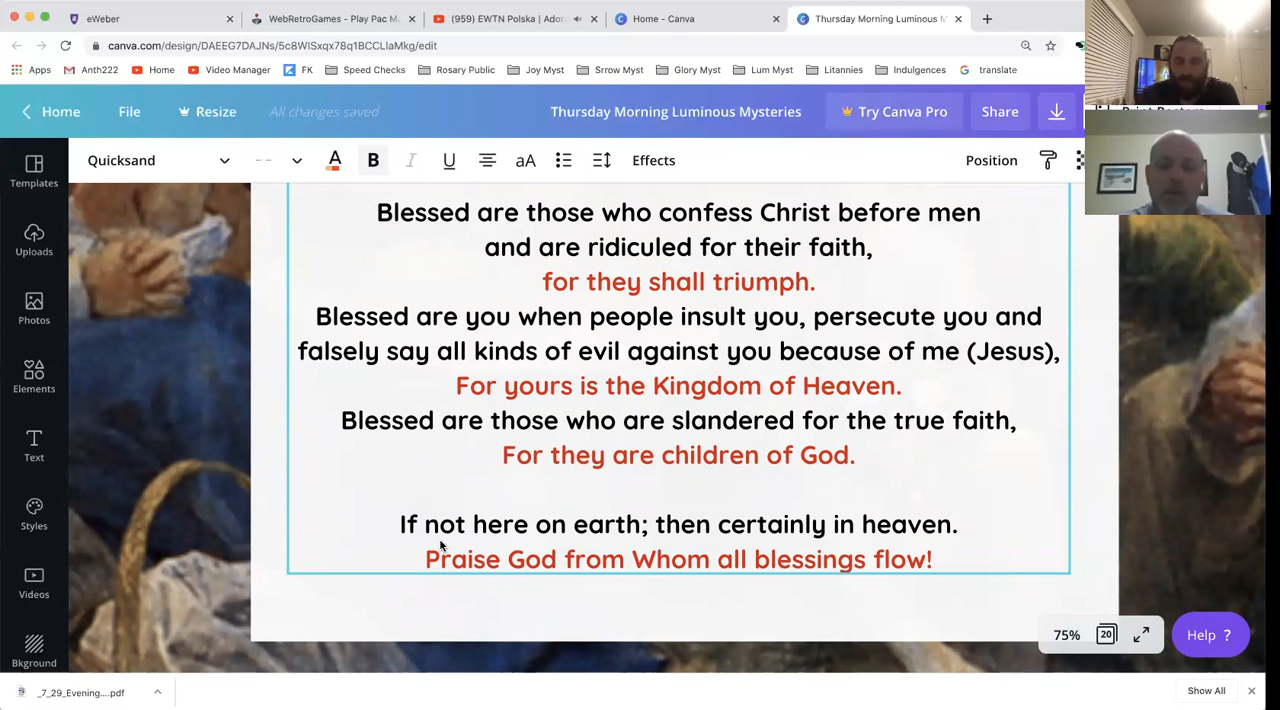 eWeber
WebRetroGames - Play Pac M
(959) EWTN Polska | Ador
Home - Canva
Thursday Morning Luminous M
canva.com/design/DAEEG7DAJNs/5c8WlSxqx78q1BCCLlaMkg/edit
Apps
Gmail Anth222
Home
Video Manager
FK
Speed Checks
Rosary Public
Joy Myst
Srrow Myst
Glory Myst
Lum Myst
Litannies
Indulgences
translate
Home
File
Resize
All changes saved
Thursday Morning Luminous Mysteries
Try Canva Pro
Share
Quicksand
- -
A
B
I
U
aA
Effects
Position
Templates
Uploads
Photos
Elements
Text
Styles
Videos
Bkground
Blessed are those who confess Christ before men
and are ridiculed for their faith,
for they shall triumph.
Blessed are you when people insult you, persecute you and
falsely say all kinds of evil against you because of me (Jesus),
For yours is the Kingdom of Heaven.
Blessed are those who are slandered for the true faith,
For they are children of God.
If not here on earth; then certainly in heaven.
Praise God from Whom all blessings flow!
75%
20
Help ?
_7_29_Evening....pdf
Show All